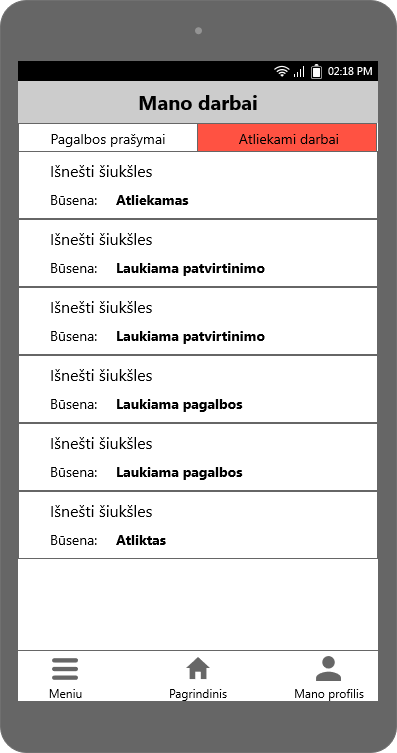 02:18 PM
Mano darbai
Pagalbos prašymai Atliekami darbai
Išnešti šiukšles
Būsena: Atliekamas
Išnešti šiukšles
Būsena: Laukiama patvirtinimo
Išnešti šiukšles
Būsena: Laukiama patvirtinimo
Išnešti šiukšles
Būsena: Laukiama pagalbos
Išnešti šiukšles
Būsena: Laukiama pagalbos
Išnešti šiukšles
Būsena: Atliktas
Meniu Pagrindinis Mano profilis